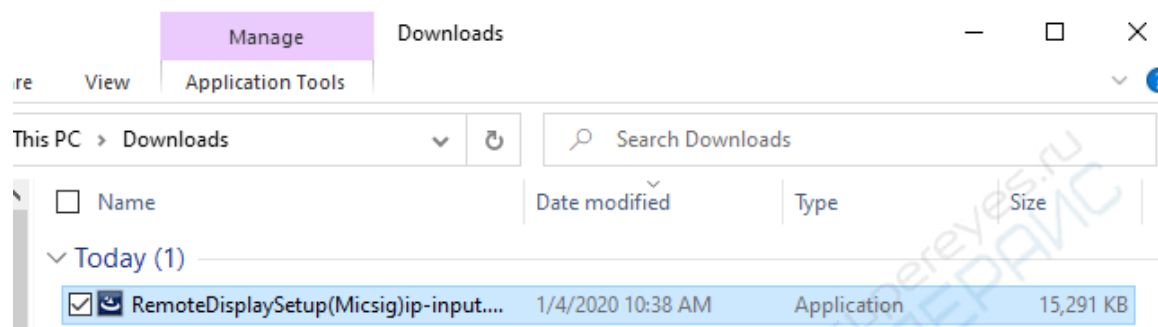 Manage Downloads
re View Application Tools
This PC > Downloads Search Downloads
Name Date modified Type Size
Today (1)
RemoteDisplaySetup(Micsig)ip-input.... 1/4/2020 10:38 AM Application 15,291 KB